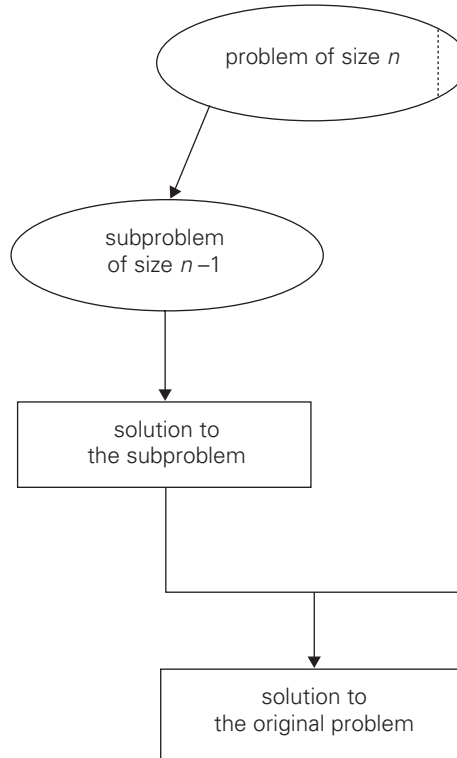 problem of size n
subproblem
of size n–1
solution to
the subproblem
solution to
the original problem